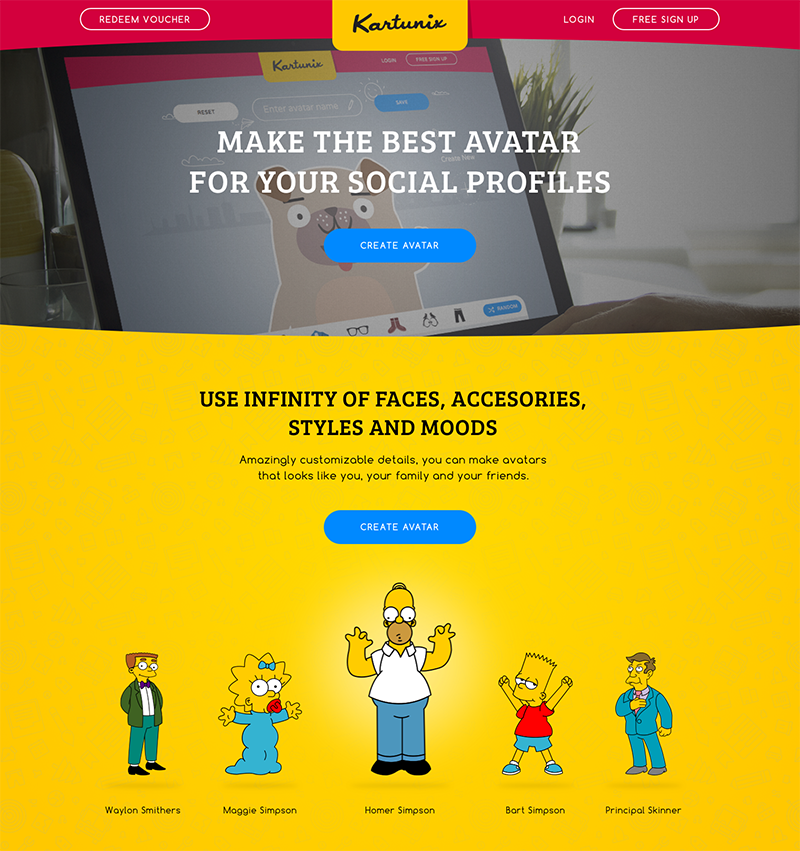 REDEEM VOUCHER
Kartunix
LOGIN
FREE SIGN UP
Kartunix
LOGIN
FREE SIGN UP
RESET
Enter avatar name
SAVE
Create New
MAKE THE BEST AVATAR
FOR YOUR SOCIAL PROFILES
CREATE AVATAR
RANDOM
USE INFINITY OF FACES, ACCESORIES,
STYLES AND MOODS
Amazingly customizable details, you can make avatars
that looks like you, your family and your friends.
CREATE AVATAR
Waylon Smithers
Maggie Simpson
Homer Simpson
Bart Simpson
Principal Skinner